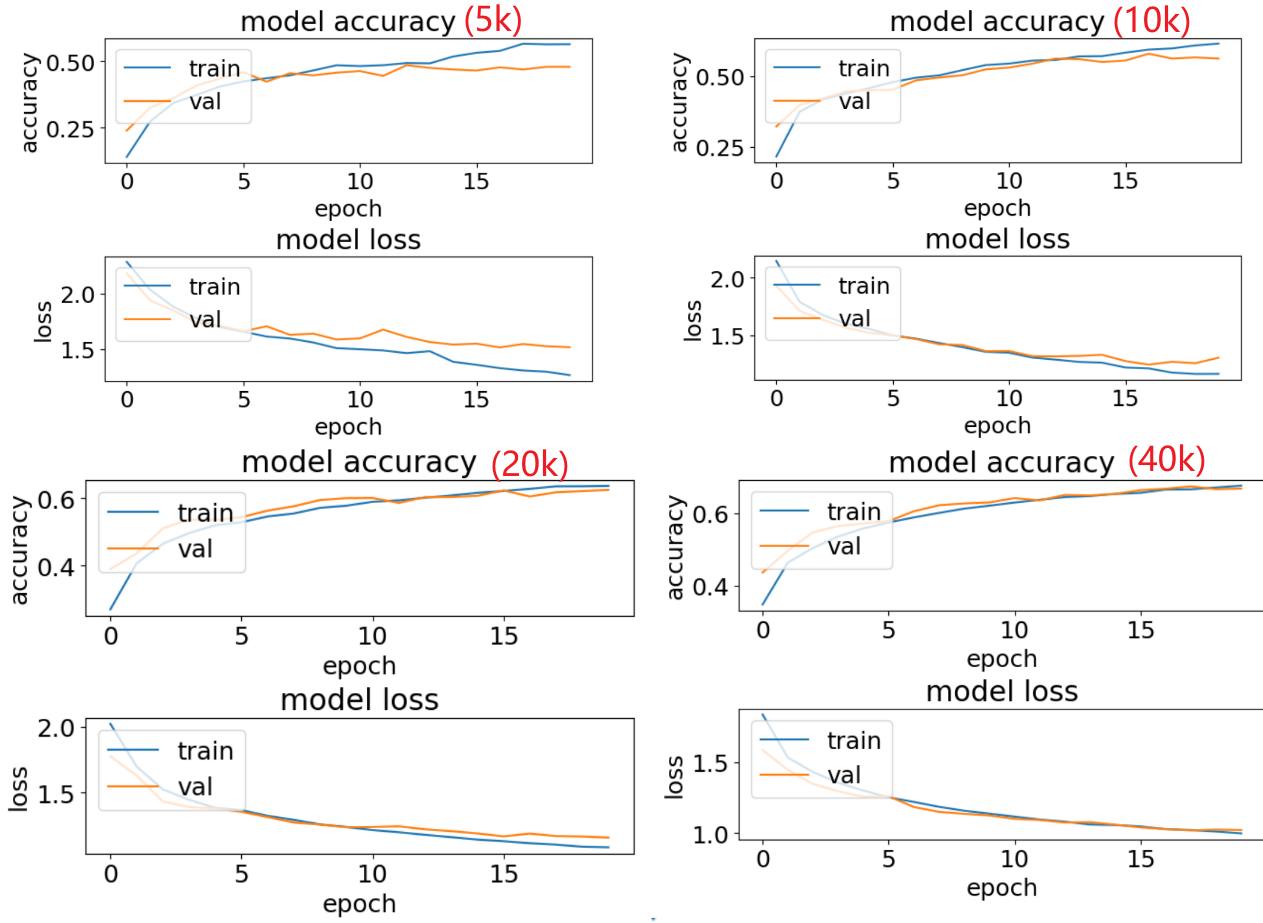 model accuracy (5k)
accuracy
0.50
0.25
train
val
0 5 10 15
epoch
model loss
loss
2.0
1.5
train
val
0 5 10 15
epoch
model accuracy (10k)
accuracy
0.50
0.25
train
val
0 5 10 15
epoch
model loss
loss
2.0
1.5
train
val
0 5 10 15
epoch
model accuracy (20k)
accuracy
0.6
0.4
train
val
0 5 10 15
epoch
model loss
loss
2.0
1.5
train
val
0 5 10 15
epoch
model accuracy (40k)
accuracy
0.6
0.4
train
val
0 5 10 15
epoch
model loss
loss
1.5
1.0
train
val
0 5 10 15
epoch